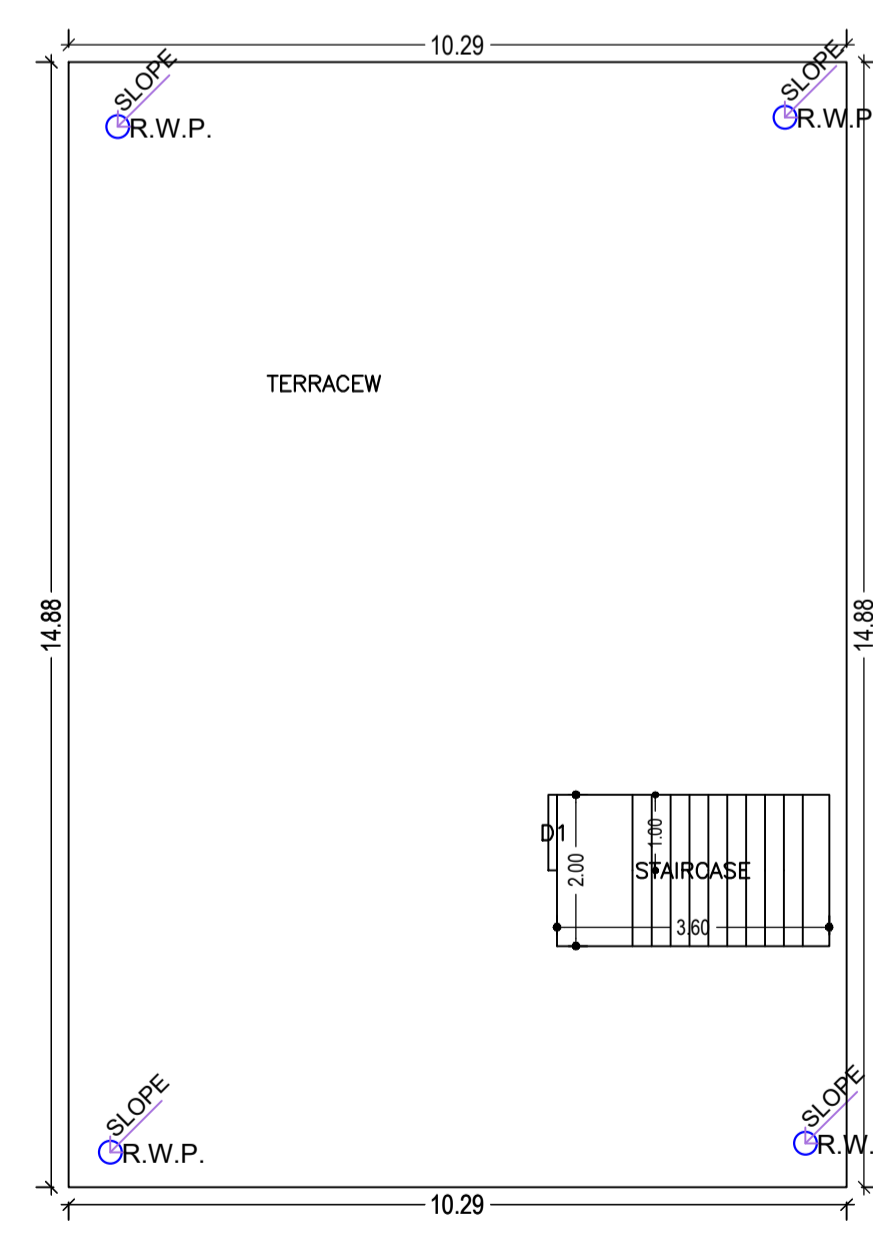 10.29
SLOPE
SLOPE
R.W.P.
R.W.P
TERRACEW
14.88
14.88
D1
1.00
2.00
STAIRCASE
3.60
SLOPE
SLOPE
R.W.P.
R.W.
10.29